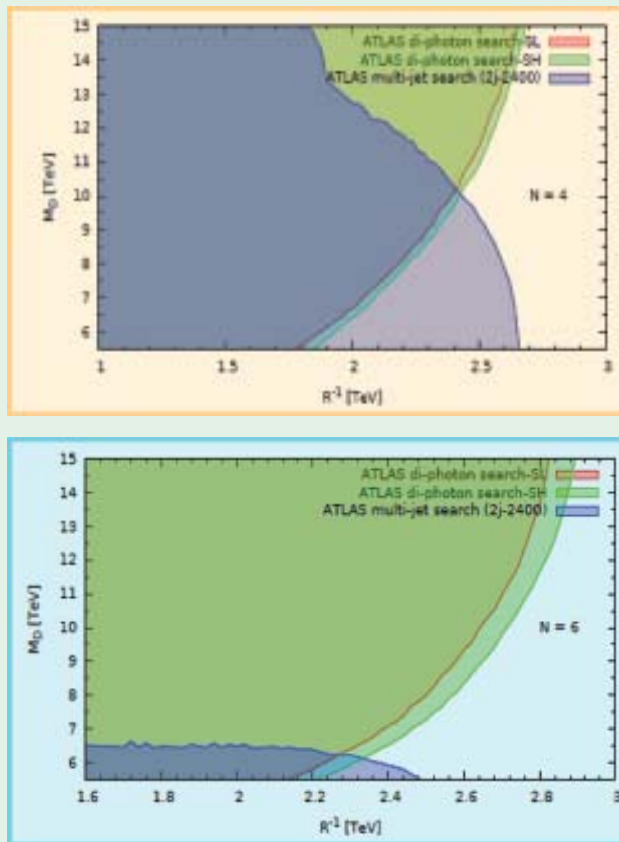 15
14
13
12
11
10
9
8
7
6
M_D [TeV]
ATLAS di-photon search-SL
ATLAS di-photon search-SH
ATLAS multi-jet search (2j-2400)
N = 4
1 1.5 2 2.5 3
R⁻¹ [TeV]
15
14
13
12
11
10
9
8
7
6
M_D [TeV]
ATLAS di-photon search-SL
ATLAS di-photon search-SH
ATLAS multi-jet search (2j-2400)
N = 6
1.6 1.8 2 2.2 2.4 2.6 2.8 3
R⁻¹ [TeV]